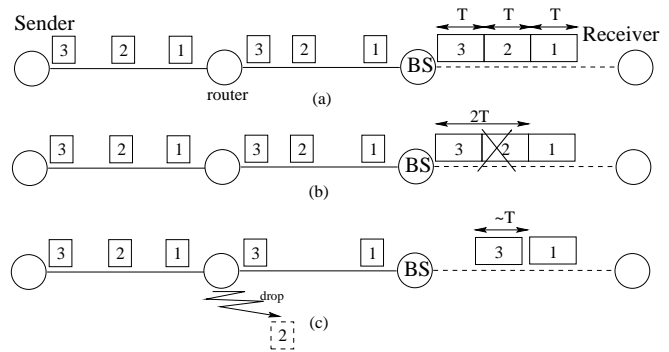 Sender
3 2 1 3 2 1 BS T T T 3 2 1 Receiver
router
(a)
3 2 1 3 2 1 BS 2T 3 2 1
(b)
3 2 1 3 1 BS ~T 3 1
drop
2
(c)